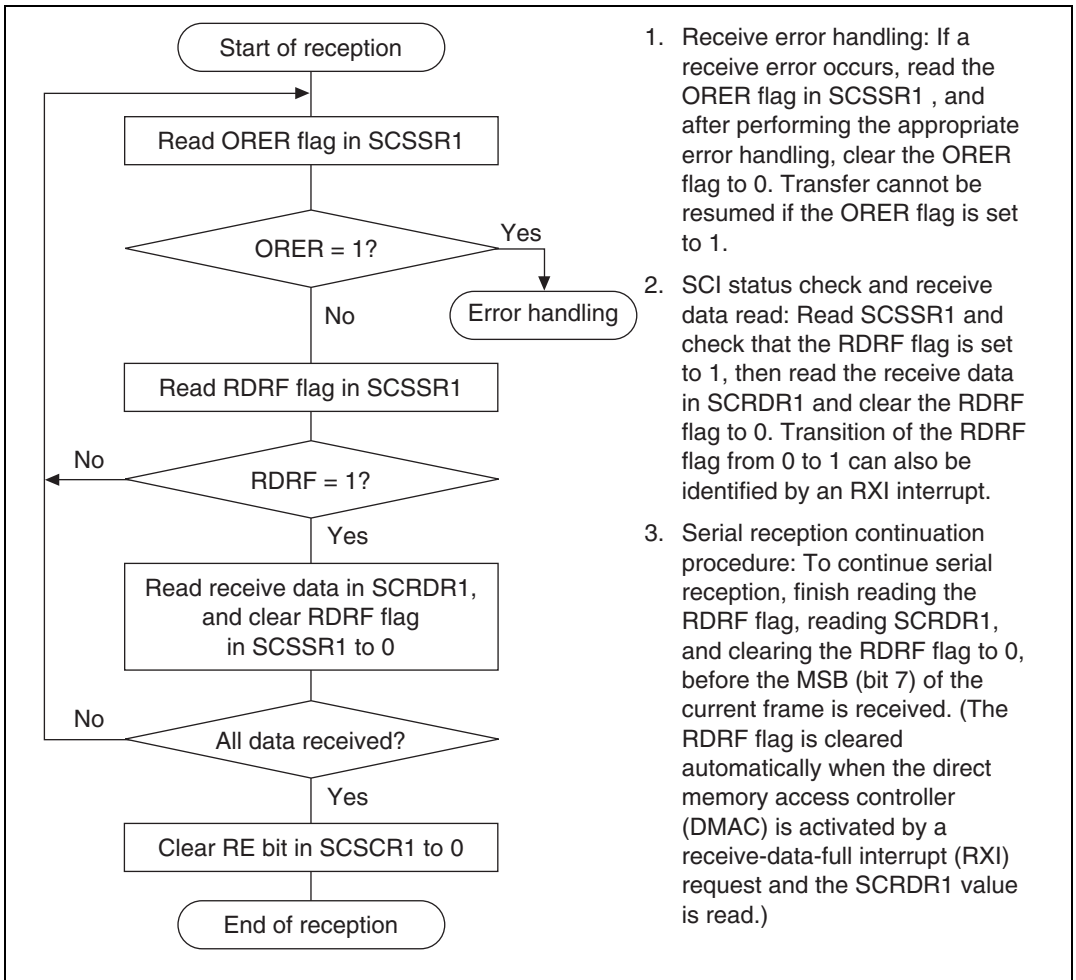 Start of reception
Read ORER flag in SCSSR1
ORER = 1?
Yes
Error handling
No
Read RDRF flag in SCSSR1
No
RDRF = 1?
Yes
Read receive data in SCRDR1,
and clear RDRF flag
in SCSSR1 to 0
No
All data received?
Yes
Clear RE bit in SCSCR1 to 0
End of reception
1. Receive error handling: If a
receive error occurs, read the
ORER flag in SCSSR1 , and
after performing the appropriate
error handling, clear the ORER
flag to 0. Transfer cannot be
resumed if the ORER flag is set
to 1.
2. SCI status check and receive
data read: Read SCSSR1 and
check that the RDRF flag is set
to 1, then read the receive data
in SCRDR1 and clear the RDRF
flag to 0. Transition of the RDRF
flag from 0 to 1 can also be
identified by an RXI interrupt.
3. Serial reception continuation
procedure: To continue serial
reception, finish reading the
RDRF flag, reading SCRDR1,
and clearing the RDRF flag to 0,
before the MSB (bit 7) of the
current frame is received. (The
RDRF flag is cleared
automatically when the direct
memory access controller
(DMAC) is activated by a
receive-data-full interrupt (RXI)
request and the SCRDR1 value
is read.)